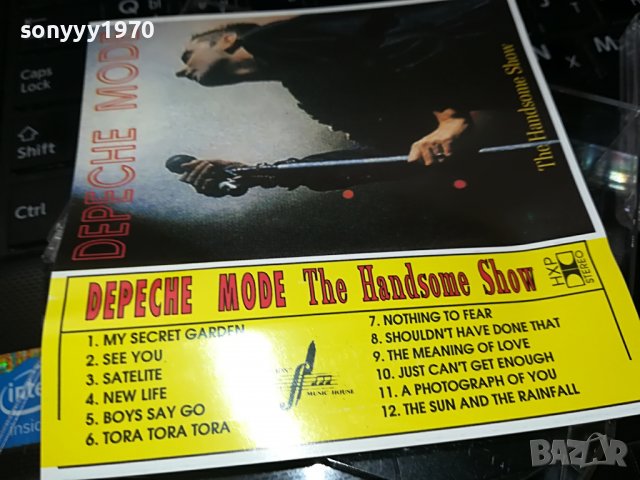 sonyyy1970
Caps
Lock
Shift
Ctrl
DEPECHE MODE
The Handsome Show
DEPECHE MODE The Handsome Show
HXP
STEREO
1. MY SECRET GARDEN
2. SEE YOU
3. SATELITE
4. NEW LIFE
5. BOYS SAY GO
6. TORA TORA TORA
MUSIC HOUSE
7. NOTHING TO FEAR
8. SHOULDN'T HAVE DONE THAT
9. THE MEANING OF LOVE
10. JUST CAN'T GET ENOUGH
11. A PHOTOGRAPH OF YOU
12. THE SUN AND THE RAINFALL
BAZAR